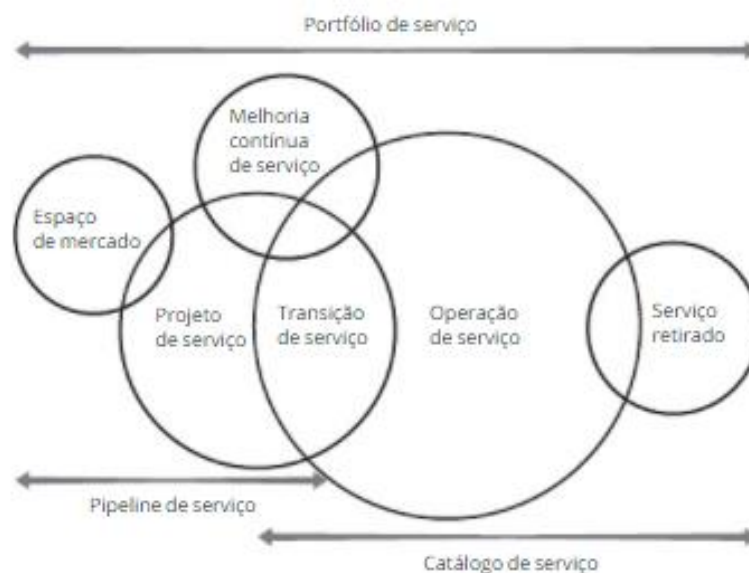 Portfólio de serviço
Melhoria
contínua
de serviço
Espaço
de mercado
Projeto
de serviço
Transição
de serviço
Operação
de serviço
Serviço
retirado
Pipeline de serviço
Catálogo de serviço